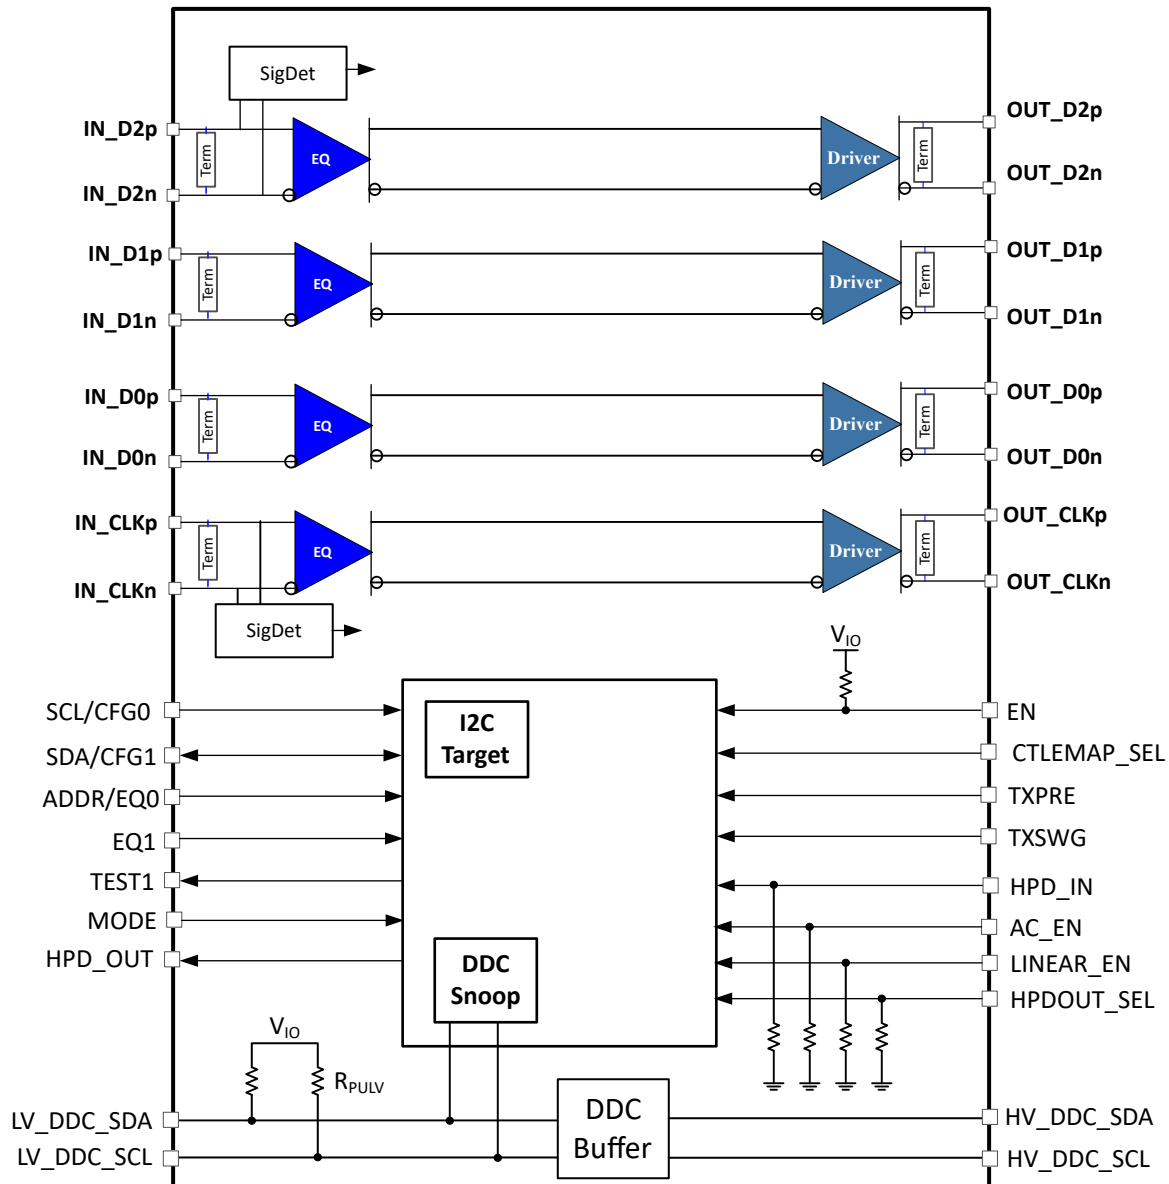 SigDet
IN_D2p
Term
IN_D2n
EQ
Driver
Term
OUT_D2p
OUT_D2n
IN_D1p
Term
IN_D1n
EQ
Driver
Term
OUT_D1p
OUT_D1n
IN_D0p
Term
IN_D0n
EQ
Driver
Term
OUT_D0p
OUT_D0n
IN_CLKp
Term
IN_CLKn
EQ
Driver
Term
OUT_CLKp
OUT_CLKn
SigDet
VIO
SCL/CFG0
SDA/CFG1
ADDR/EQ0
EQ1
TEST1
MODE
HPD_OUT
I2C
Target
DDC
Snoop
EN
CTLEMAP_SEL
TXPRE
TXSWG
HPD_IN
AC_EN
LINEAR_EN
HPDOUT_SEL
VIO
RPULV
LV_DDC_SDA
LV_DDC_SCL
DDC
Buffer
HV_DDC_SDA
HV_DDC_SCL